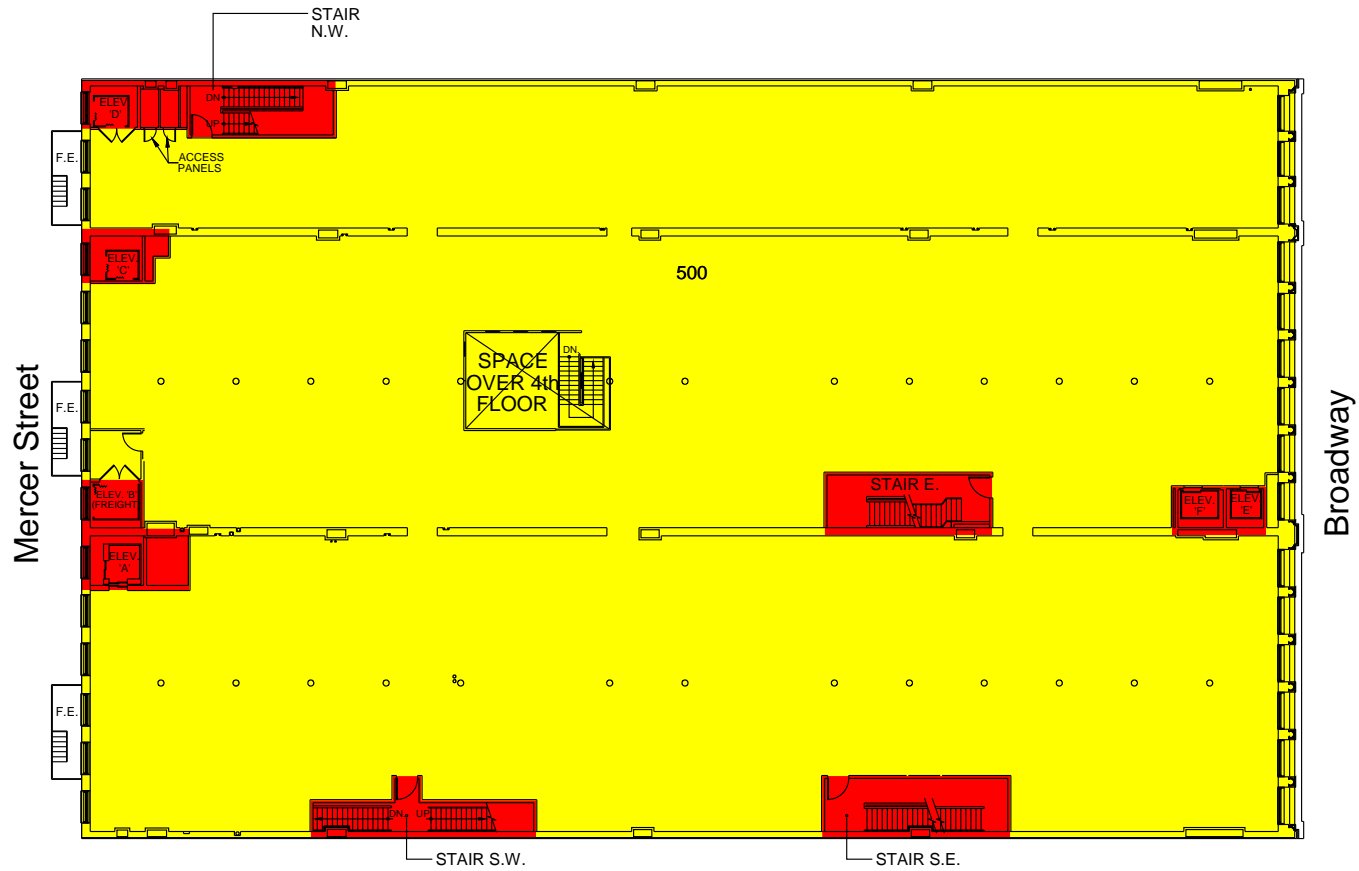 STAIR
N.W.
ELEV.
'D'
DN
UP
F.E.
ACCESS
PANELS
ELEV.
'C'
500
SPACE
OVER 4th
FLOOR
DN
Mercer Street
Broadway
F.E.
ELEV. 'B'
(FREIGHT)
STAIR E.
ELEV.
'F'
ELEV.
'E'
ELEV.
'A'
F.E.
DN
UP
STAIR S.W.
STAIR S.E.